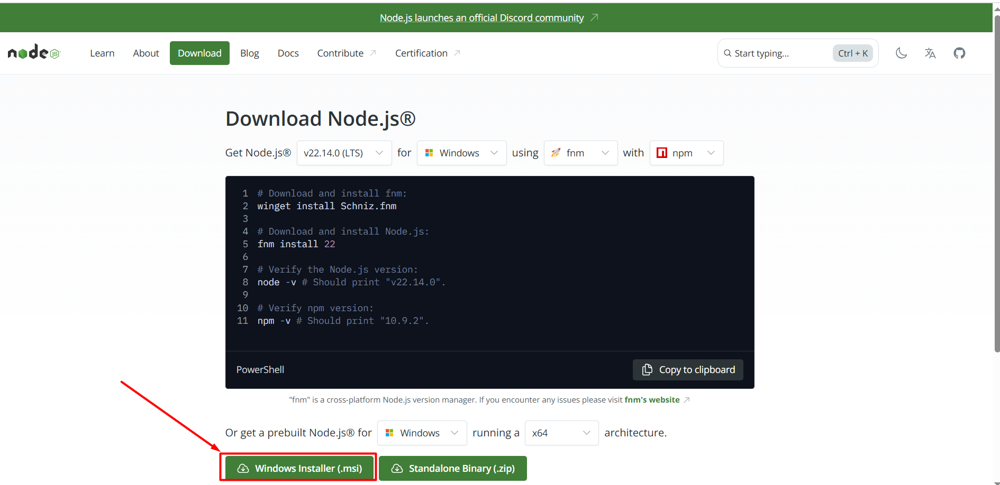 Node.js launches an official Discord community
node JS
Learn About Download Blog Docs Contribute Certification Start typing... Ctrl + K
Download Node.js®
Get Node.js® v22.14.0 (LTS) for Windows using fnm with npm
1 # Download and install fnm:
2 winget install Schniz.fnm
3
4 # Download and install Node.js:
5 fnm install 22
6
7 # Verify the Node.js version:
8 node -v # Should print "v22.14.0".
9
10 # Verify npm version:
11 npm -v # Should print "10.9.2".
PowerShell Copy to clipboard
"fnm" is a cross-platform Node.js version manager. If you encounter any issues please visit fnm's website
Or get a prebuilt Node.js® for Windows running a x64 architecture.
Windows Installer (.msi) Standalone Binary (.zip)